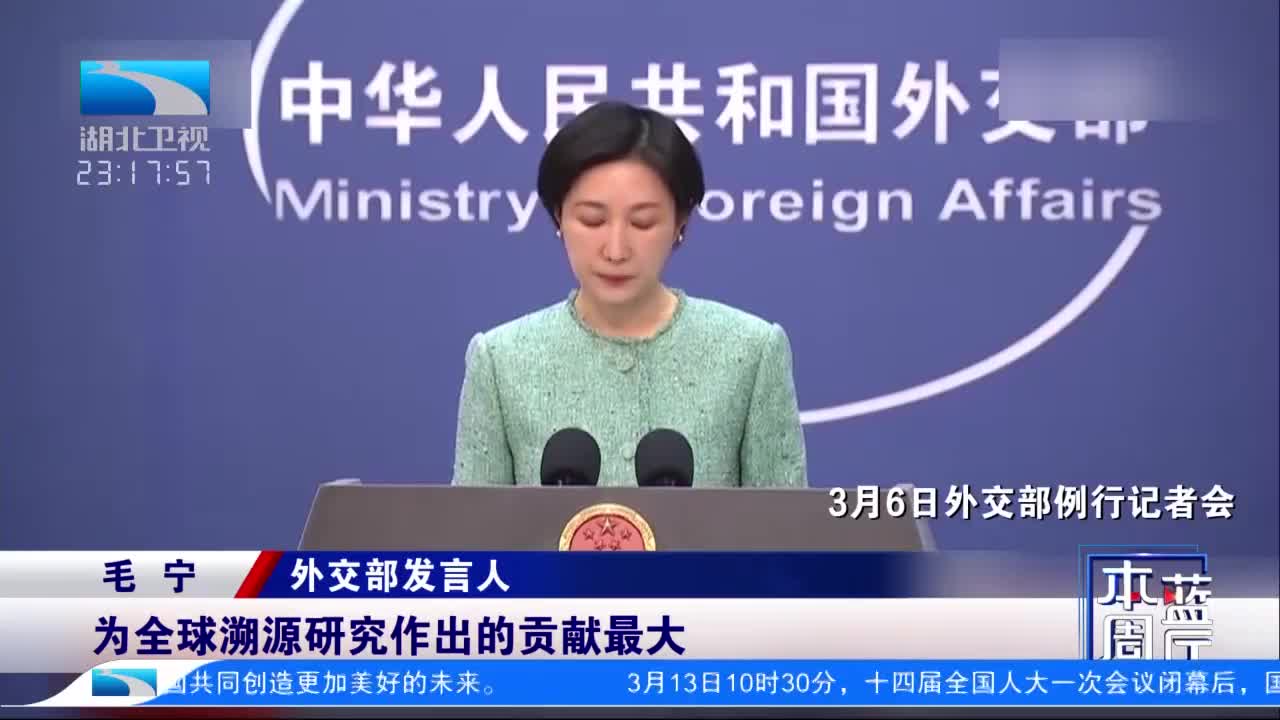 中华人民共和国外交部
Ministry Foreign Affairs
湖北卫视
23:17:57
3月6日外交部例行记者会
毛宁 外交部发言人
本周蓝厅
为全球溯源研究作出的贡献最大
国共同创造更加美好的未来。 3月13日10时30分，十四届全国人大一次会议闭幕后，国